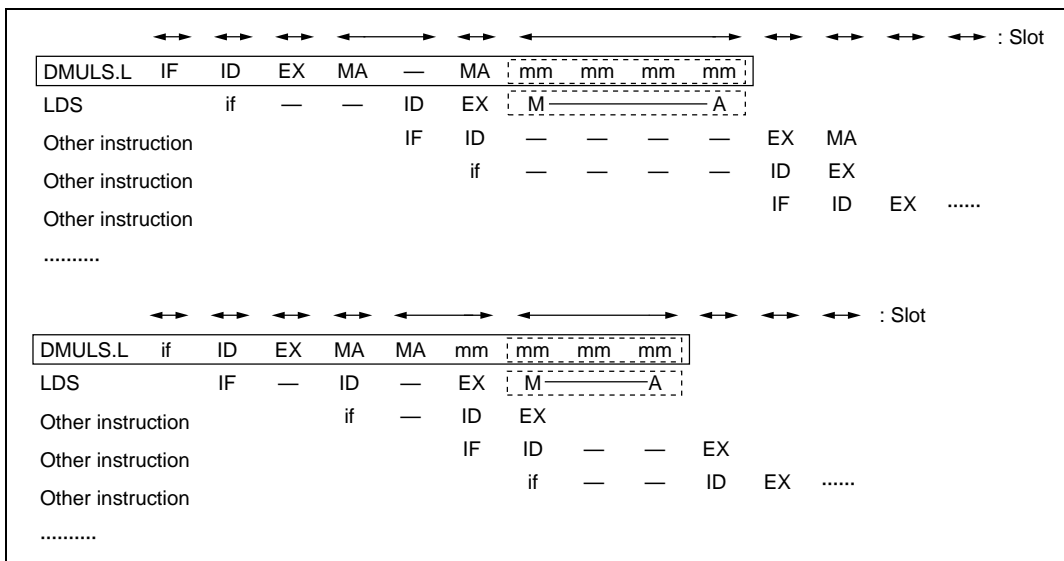 : Slot
DMULS.L IF ID EX MA — MA mm mm mm mm
LDS if — — ID EX M A
Other instruction IF ID — — — — EX MA
Other instruction if — — — — ID EX
Other instruction IF ID EX ......
..........
: Slot
DMULS.L if ID EX MA MA mm mm mm mm
LDS IF — ID — EX M A
Other instruction if — ID EX
Other instruction IF ID — — EX
Other instruction if — — ID EX ......
..........